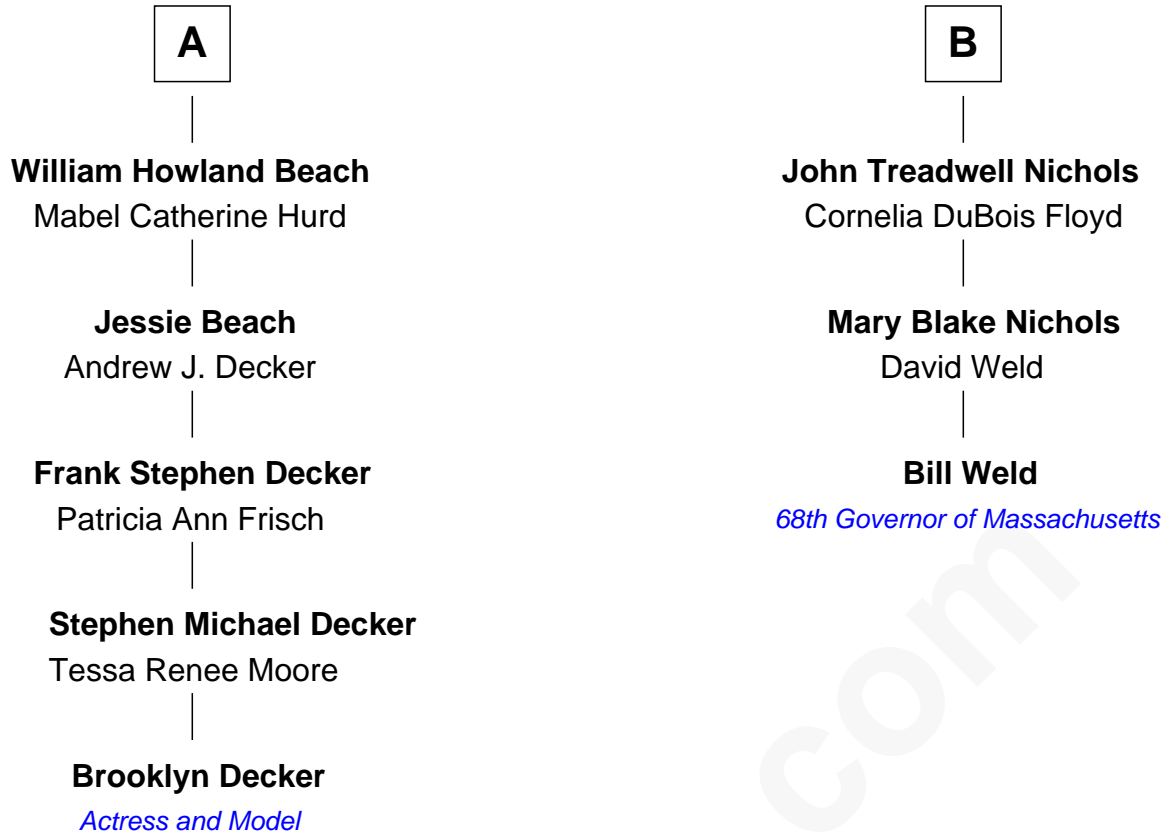 A
William Howland Beach
Mabel Catherine Hurd
Jessie Beach
Andrew J. Decker
Frank Stephen Decker
Patricia Ann Frisch
Stephen Michael Decker
Tessa Renee Moore
Brooklyn Decker
Actress and Model
B
John Treadwell Nichols
Cornelia DuBois Floyd
Mary Blake Nichols
David Weld
Bill Weld
68th Governor of Massachusetts
com